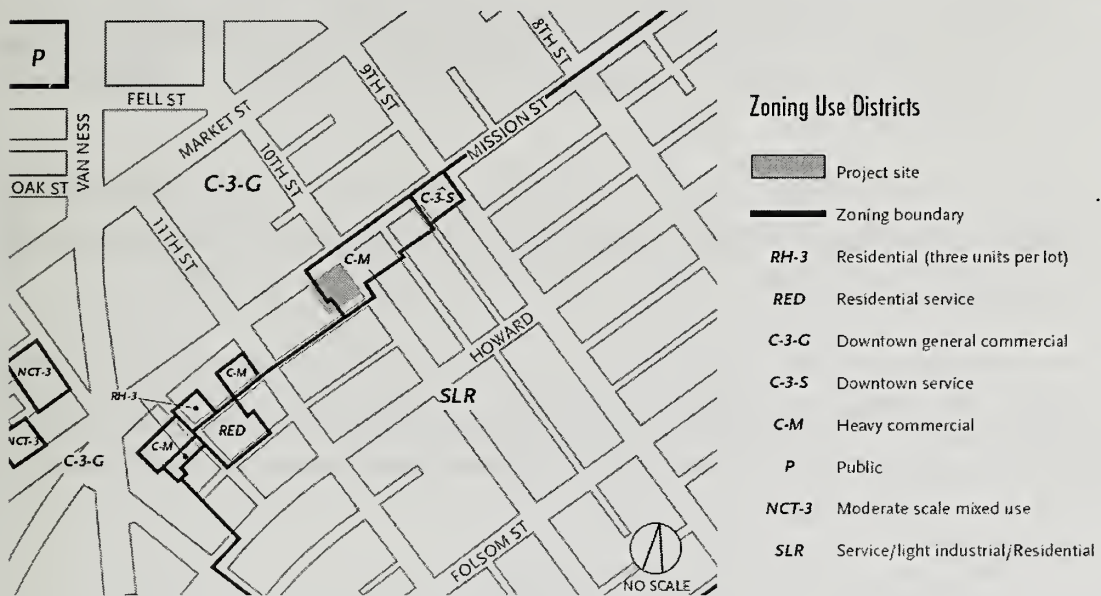 P
FELL ST
VAN NESS
OAK ST
MARKET ST
C-3-G
11TH ST
10TH ST
9TH ST
8TH ST
MISSION ST
C-3-S
C-M
HOWARD
SLR
NCT-3
RH-3
C-M
RED
C-M
NCT-3
C-3-G
FOLSOM ST
NO SCALE
Zoning Use Districts
Project site
Zoning boundary
RH-3 Residential (three units per lot)
RED Residential service
C-3-G Downtown general commercial
C-3-S Downtown service
C-M Heavy commercial
P Public
NCT-3 Moderate scale mixed use
SLR Service/light industrial/Residential